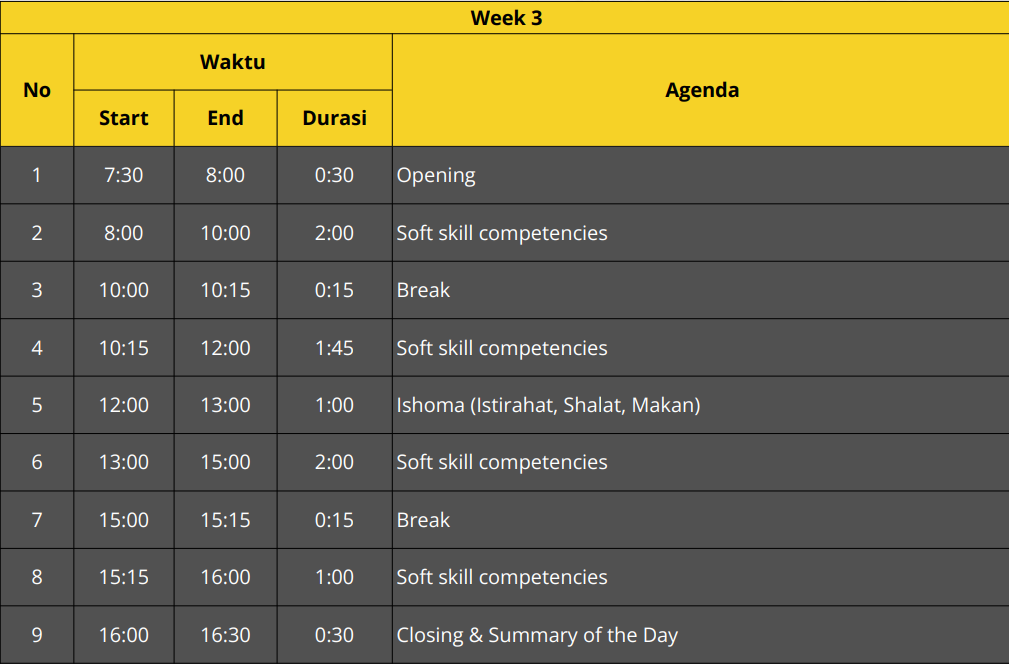 Week 3
No Waktu Agenda
Start End Durasi
1 7:30 8:00 0:30 Opening
2 8:00 10:00 2:00 Soft skill competencies
3 10:00 10:15 0:15 Break
4 10:15 12:00 1:45 Soft skill competencies
5 12:00 13:00 1:00 Ishoma (Istirahat, Shalat, Makan)
6 13:00 15:00 2:00 Soft skill competencies
7 15:00 15:15 0:15 Break
8 15:15 16:00 1:00 Soft skill competencies
9 16:00 16:30 0:30 Closing & Summary of the Day